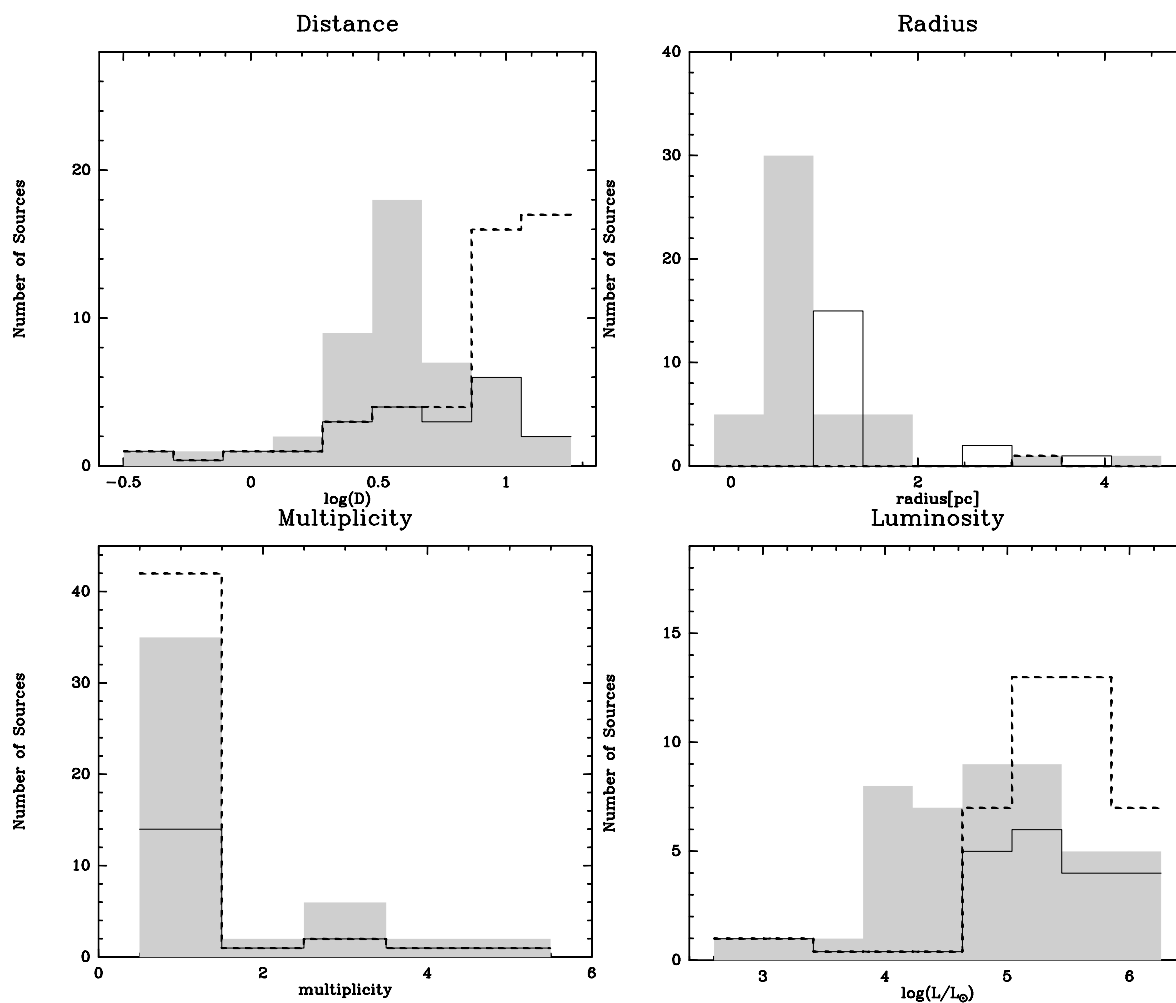 Distance
Number of Sources
20
10
0
−0.5 0 0.5 1
log(D)
Radius
Number of Sources
40
30
20
10
0
0 2 4
radius[pc]
Multiplicity
Number of Sources
40
30
20
10
0
0 2 4 6
multiplicity
Luminosity
Number of Sources
15
10
5
0
3 4 5 6
log(L/L⊙)